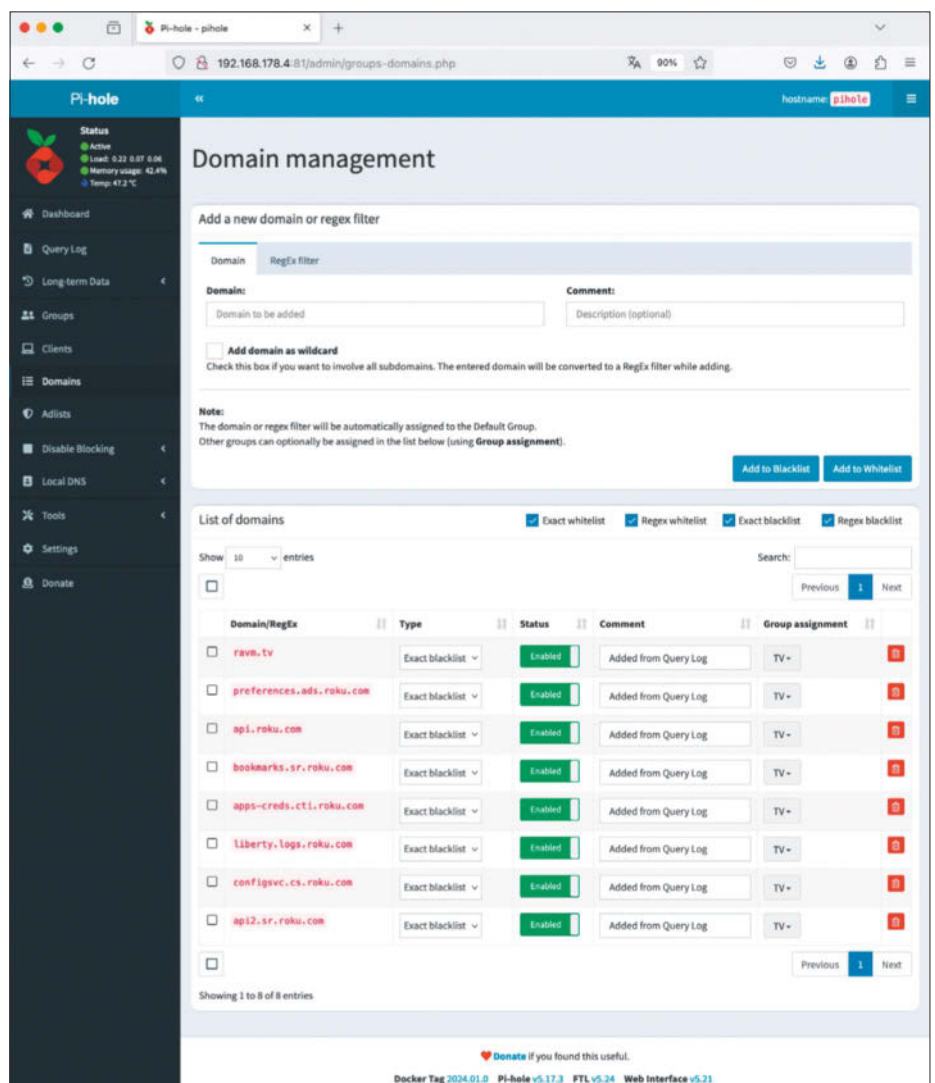 Pi-hole - pihole
192.168.178.4:81/admin/groups-domains.php
90%
Pi-hole
hostname: pihole
Status
Active
Load: 0.22 0.07 0.06
Memory usage: 42.4%
Temp: 47.2 °C
Domain management
Dashboard
Query Log
Long-term Data
Groups
Clients
Domains
Adlists
Disable Blocking
Local DNS
Tools
Settings
Donate
Add a new domain or regex filter
Domain RegEx filter
Domain: Comment:
Domain to be added Description (optional)
Add domain as wildcard
Check this box if you want to involve all subdomains. The entered domain will be converted to a RegEx filter while adding.
Note:
The domain or regex filter will be automatically assigned to the Default Group.
Other groups can optionally be assigned in the list below (using Group assignment).
Add to Blacklist Add to Whitelist
List of domains Exact whitelist Regex whitelist Exact blacklist Regex blacklist
Show 10 entries Search:
Previous 1 Next
Domain/RegEx Type Status Comment Group assignment
ravm.tv Exact blacklist Enabled Added from Query Log TV
preferences.ads.roku.com Exact blacklist Enabled Added from Query Log TV
api.roku.com Exact blacklist Enabled Added from Query Log TV
bookmarks.sr.roku.com Exact blacklist Enabled Added from Query Log TV
apps-creds.cti.roku.com Exact blacklist Enabled Added from Query Log TV
liberty.logs.roku.com Exact blacklist Enabled Added from Query Log TV
configsvc.cs.roku.com Exact blacklist Enabled Added from Query Log TV
api2.sr.roku.com Exact blacklist Enabled Added from Query Log TV
Previous 1 Next
Showing 1 to 8 of 8 entries
Donate if you found this useful.
Docker Tag 2024.01.0 Pi-hole v5.17.3 FTL v5.24 Web Interface v5.21